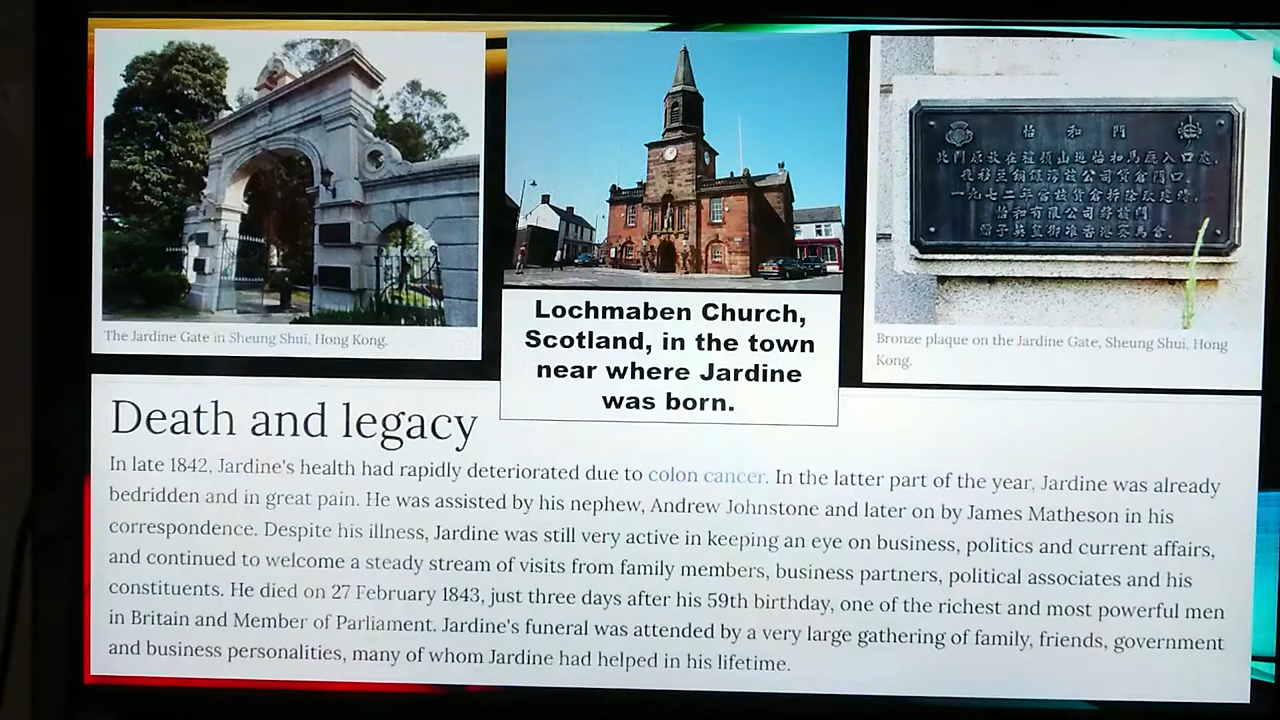 The Jardine Gate in Sheung Shui, Hong Kong.
Lochmaben Church,
Scotland, in the town
near where Jardine
was born.
怡和門
一九七二年
Bronze plaque on the Jardine Gate, Sheung Shui, Hong
Kong.
Death and legacy
In late 1842, Jardine's health had rapidly deteriorated due to colon cancer. In the latter part of the year, Jardine was already
bedridden and in great pain. He was assisted by his nephew, Andrew Johnstone and later on by James Matheson in his
correspondence. Despite his illness, Jardine was still very active in keeping an eye on business, politics and current affairs,
and continued to welcome a steady stream of visits from family members, business partners, political associates and his
constituents. He died on 27 February 1843, just three days after his 59th birthday, one of the richest and most powerful men
in Britain and Member of Parliament. Jardine's funeral was attended by a very large gathering of family, friends, government
and business personalities, many of whom Jardine had helped in his lifetime.